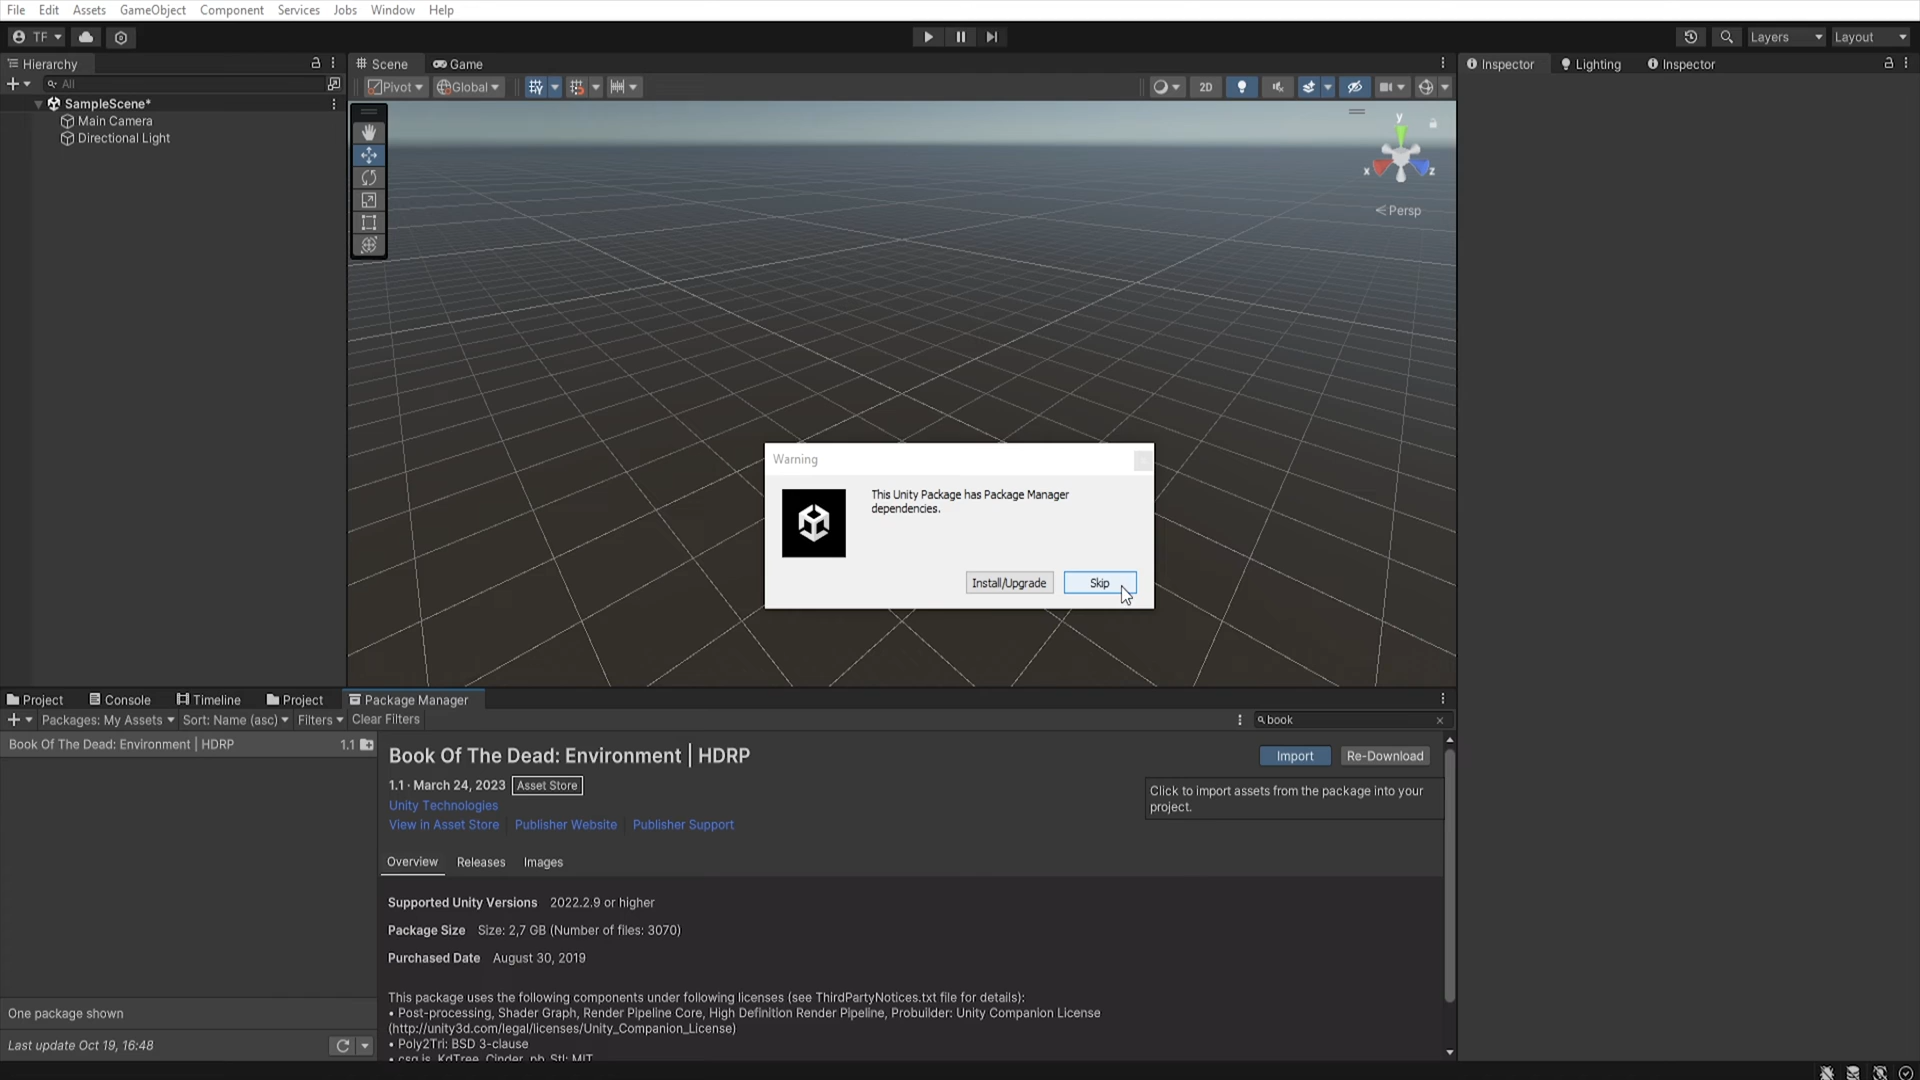 File Edit Assets GameObject Component Services Jobs Window Help
TF Layers Layout
Hierarchy Scene Game Inspector Lighting Inspector
All Pivot Global 2D
SampleScene*
Main Camera
Directional Light
y
x z
Persp
Warning
This Unity Package has Package Manager
dependencies.
Install/Upgrade Skip
Project Console Timeline Project Package Manager
Packages: My Assets Sort: Name (asc) Filters Clear Filters book
Book Of The Dead: Environment | HDRP 1.1
Book Of The Dead: Environment | HDRP Import Re-Download
1.1 · March 24, 2023 Asset Store
Click to import assets from the package into your
project.
Unity Technologies
View in Asset Store Publisher Website Publisher Support
Overview Releases Images
Supported Unity Versions 2022.2.9 or higher
Package Size Size: 2,7 GB (Number of files: 3070)
Purchased Date August 30, 2019
This package uses the following components under following licenses (see ThirdPartyNotices.txt file for details):
• Post-processing, Shader Graph, Render Pipeline Core, High Definition Render Pipeline, Probuilder: Unity Companion License
(http://unity3d.com/legal/licenses/Unity_Companion_License)
• Poly2Tri: BSD 3-clause
• csg.js, KdTree, Cinder, pb_Stl: MIT
One package shown
Last update Oct 19, 16:48